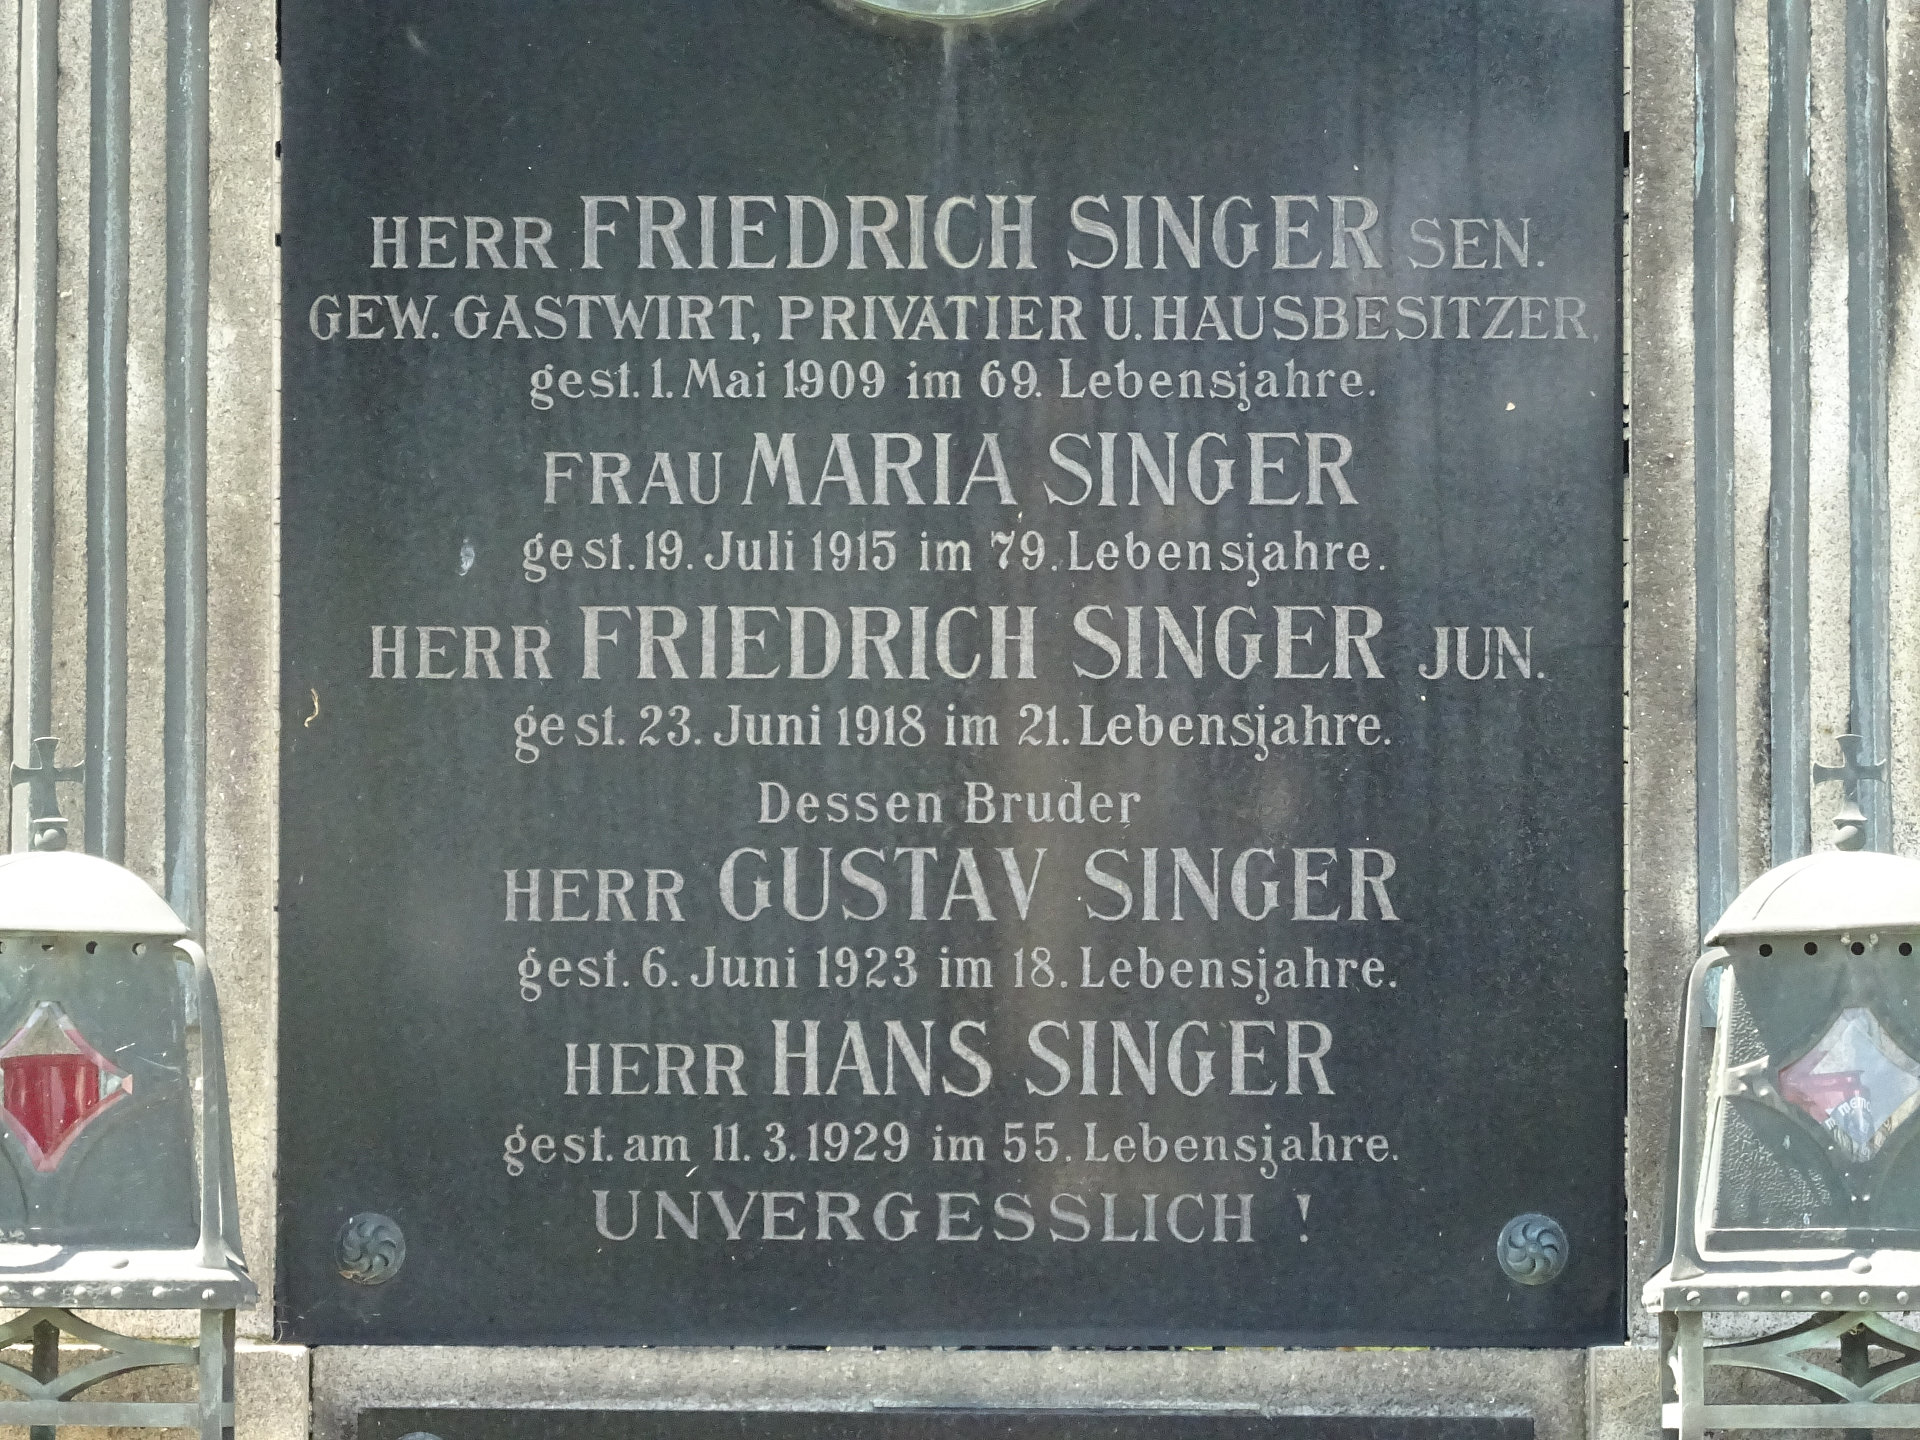 HERR FRIEDRICH SINGER SEN.
GEW. GASTWIRT, PRIVATIER U. HAUSBESITZER,
gest. 1. Mai 1909 im 69. Lebensjahre.
FRAU MARIA SINGER
gest. 19. Juli 1915 im 79. Lebensjahre.
HERR FRIEDRICH SINGER JUN.
gest. 23. Juni 1918 im 21. Lebensjahre.
Dessen Bruder
HERR GUSTAV SINGER
gest. 6. Juni 1923 im 18. Lebensjahre.
HERR HANS SINGER
gest. am 11. 3. 1929 im 55. Lebensjahre.
UNVERGESSLICH !